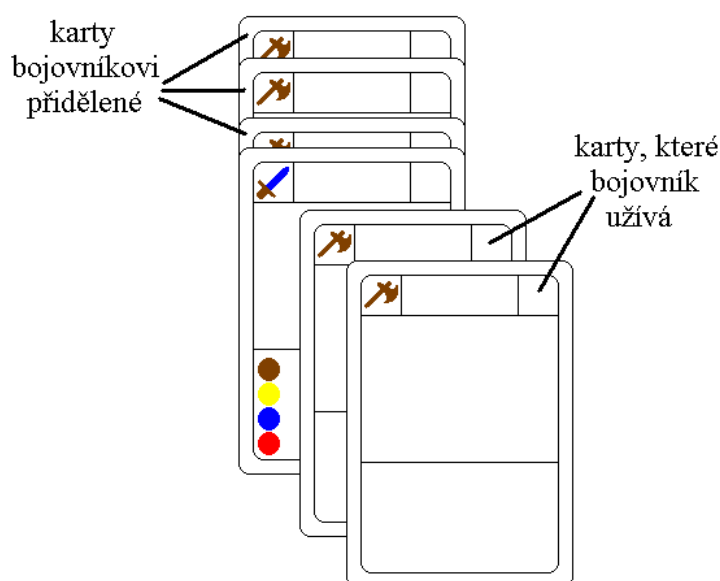 karty
bojovníkovi
přidělené
karty, které
bojovník
užívá